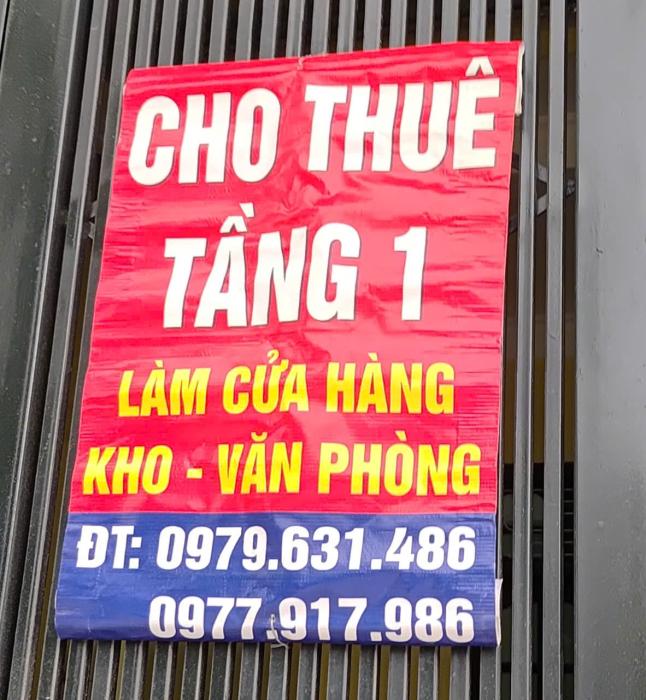 CHO THUÊ
TẦNG 1
LÀM CỬA HÀNG
KHO - VĂN PHÒNG
ĐT: 0979.631.486
0977.917.986